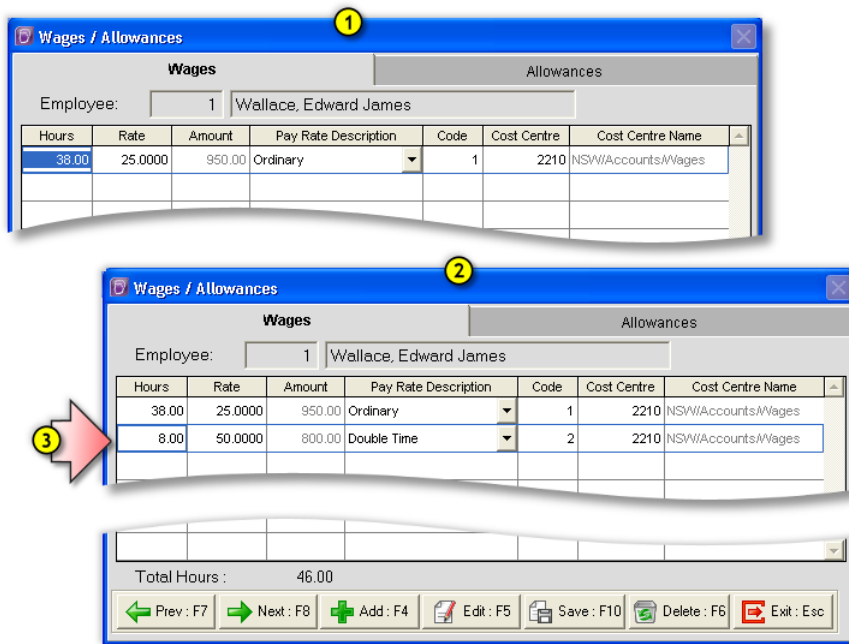 1
Wages / Allowances
Wages Allowances
Employee: 1 Wallace, Edward James
Hours Rate Amount Pay Rate Description Code Cost Centre Cost Centre Name
38.00 25.0000 950.00 Ordinary 1 2210 NSW/Accounts/Wages
2
Wages / Allowances
Wages Allowances
Employee: 1 Wallace, Edward James
Hours Rate Amount Pay Rate Description Code Cost Centre Cost Centre Name
38.00 25.0000 950.00 Ordinary 1 2210 NSW/Accounts/Wages
3 8.00 50.0000 800.00 Double Time 2 2210 NSW/Accounts/Wages
Total Hours : 46.00
Prev : F7 Next : F8 Add : F4 Edit : F5 Save : F10 Delete : F6 Exit : Esc